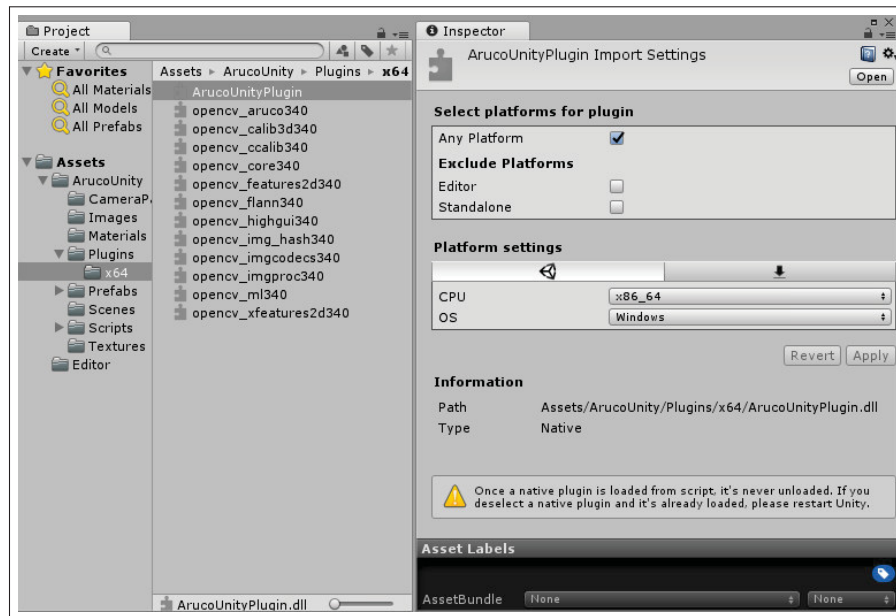 Project
Create
Favorites
All Materials
All Models
All Prefabs
Assets
ArucoUnity
CameraP
Images
Materials
Plugins
x64
Prefabs
Scenes
Scripts
Textures
Editor
Assets ▸ ArucoUnity ▸ Plugins ▸ x64
ArucoUnityPlugin
opencv_aruco340
opencv_calib3d340
opencv_ccalib340
opencv_core340
opencv_features2d340
opencv_flann340
opencv_highgui340
opencv_img_hash340
opencv_imgcodecs340
opencv_imgproc340
opencv_ml340
opencv_xfeatures2d340
ArucoUnityPlugin.dll
Inspector
ArucoUnityPlugin Import Settings
Open
Select platforms for plugin
Any Platform
Exclude Platforms
Editor
Standalone
Platform settings
CPU x86_64
OS Windows
Revert Apply
Information
Path Assets/ArucoUnity/Plugins/x64/ArucoUnityPlugin.dll
Type Native
Once a native plugin is loaded from script, it's never unloaded. If you
deselect a native plugin and it's already loaded, please restart Unity.
Asset Labels
AssetBundle None None